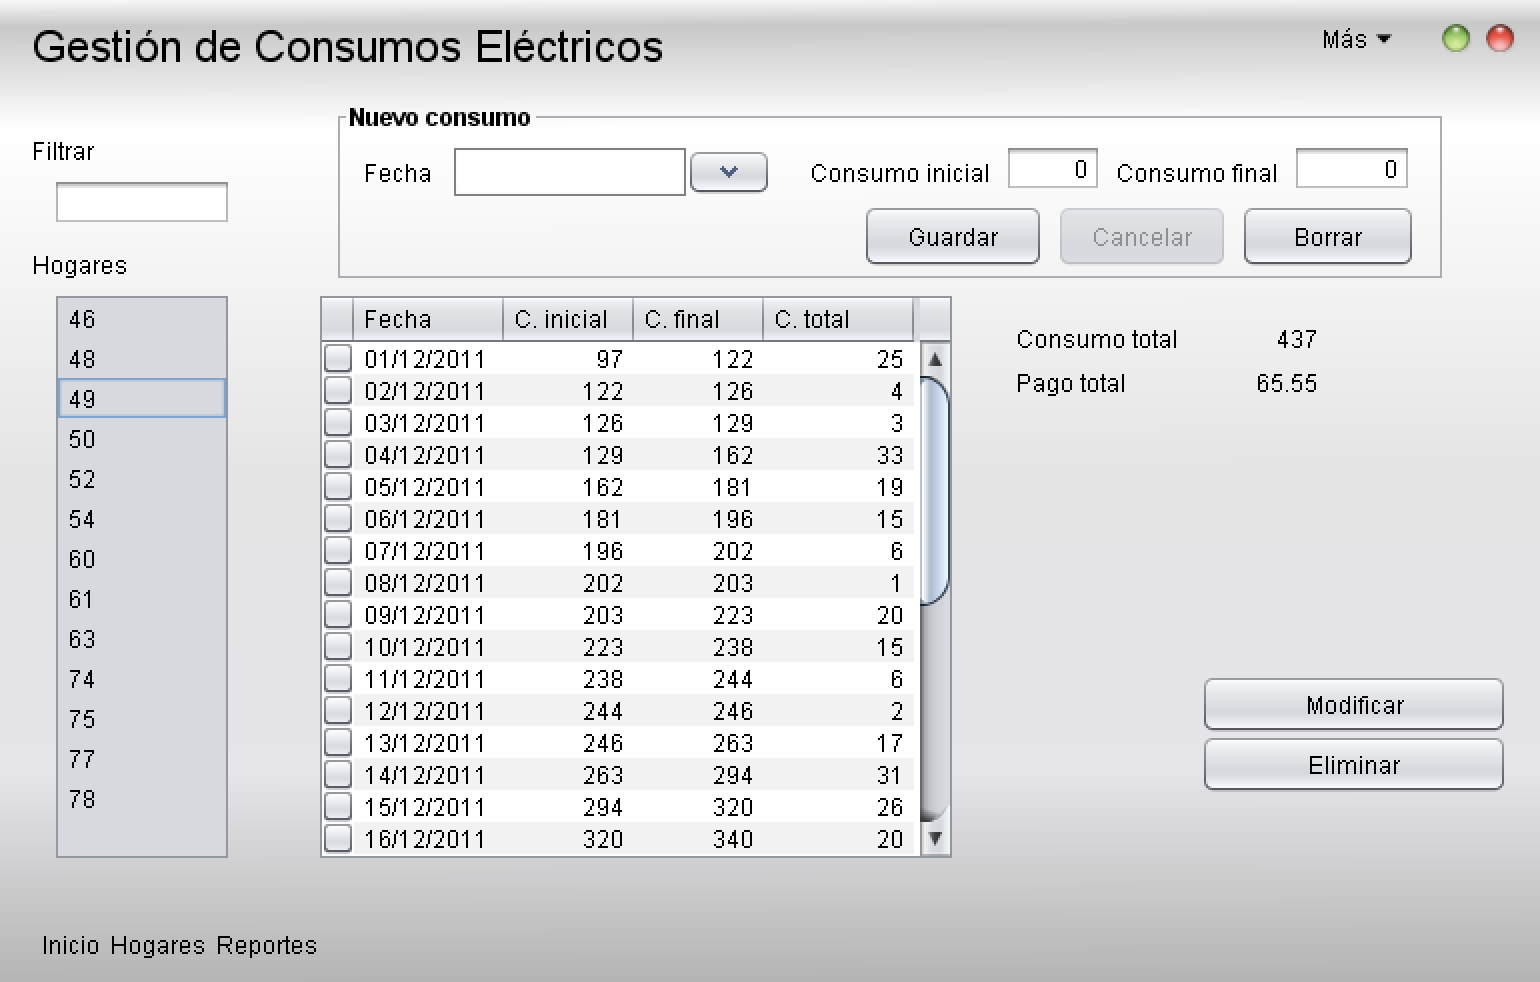 Gestión de Consumos Eléctricos
Más
Nuevo consumo
Filtrar
Fecha
Consumo inicial 0 Consumo final 0
Guardar Cancelar Borrar
Hogares
46
48
49
50
52
54
60
61
63
74
75
77
78
Fecha C. inicial C. final C. total
01/12/2011 97 122 25
02/12/2011 122 126 4
03/12/2011 126 129 3
04/12/2011 129 162 33
05/12/2011 162 181 19
06/12/2011 181 196 15
07/12/2011 196 202 6
08/12/2011 202 203 1
09/12/2011 203 223 20
10/12/2011 223 238 15
11/12/2011 238 244 6
12/12/2011 244 246 2
13/12/2011 246 263 17
14/12/2011 263 294 31
15/12/2011 294 320 26
16/12/2011 320 340 20
Consumo total 437
Pago total 65.55
Modificar
Eliminar
Inicio Hogares Reportes